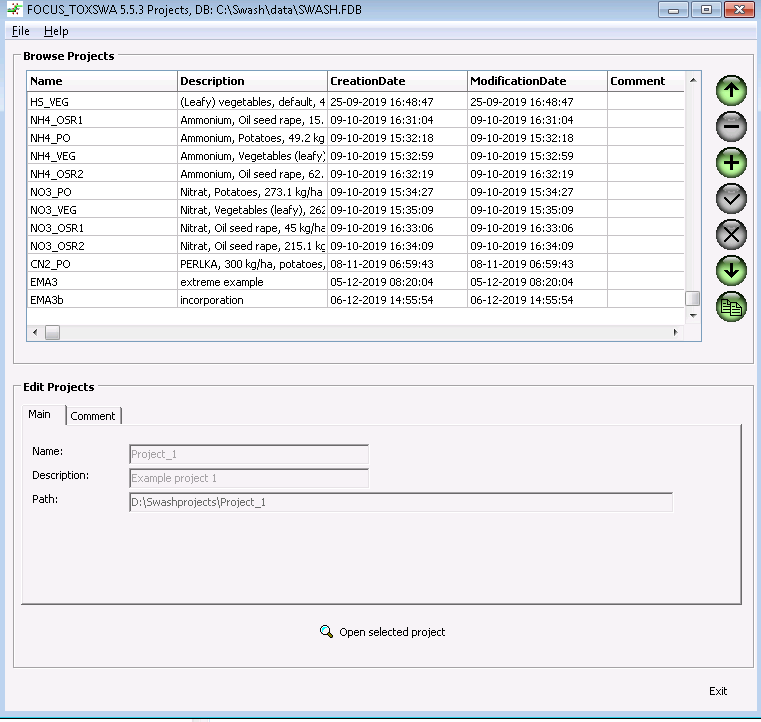 FOCUS_TOXSWA 5.5.3 Projects, DB: C:\Swash\data\SWASH.FDB
File Help
Browse Projects
Name Description CreationDate ModificationDate Comment
HS_VEG (Leafy) vegetables, default, 4 25-09-2019 16:48:47 25-09-2019 16:48:47
NH4_OSR1 Ammonium, Oil seed rape, 15. 09-10-2019 16:31:04 09-10-2019 16:31:04
NH4_PO Ammonium, Potatoes, 49.2 kg 09-10-2019 15:32:18 09-10-2019 15:32:18
NH4_VEG Ammonium, Vegetables (leafy) 09-10-2019 15:32:59 09-10-2019 15:32:59
NH4_OSR2 Ammonium, Oil seed rape, 62. 09-10-2019 16:32:19 09-10-2019 16:32:19
NO3_PO Nitrat, Potatoes, 273.1 kg/ha 09-10-2019 15:34:27 09-10-2019 15:34:27
NO3_VEG Nitrat, Vegetables (leafy), 262 09-10-2019 15:35:09 09-10-2019 15:35:09
NO3_OSR1 Nitrat, Oil seed rape, 45 kg/ha 09-10-2019 16:33:06 09-10-2019 16:33:06
NO3_OSR2 Nitrat, Oil seed rape, 215.1 kg 09-10-2019 16:34:09 09-10-2019 16:34:09
CN2_PO PERLKA, 300 kg/ha, potatoes, 08-11-2019 06:59:43 08-11-2019 06:59:43
EMA3 extreme example 05-12-2019 08:20:04 05-12-2019 08:20:04
EMA3b incorporation 06-12-2019 14:55:54 06-12-2019 14:55:54
Edit Projects
Main Comment
Name: Project_1
Description: Example project 1
Path: D:\Swashprojects\Project_1
Open selected project
Exit